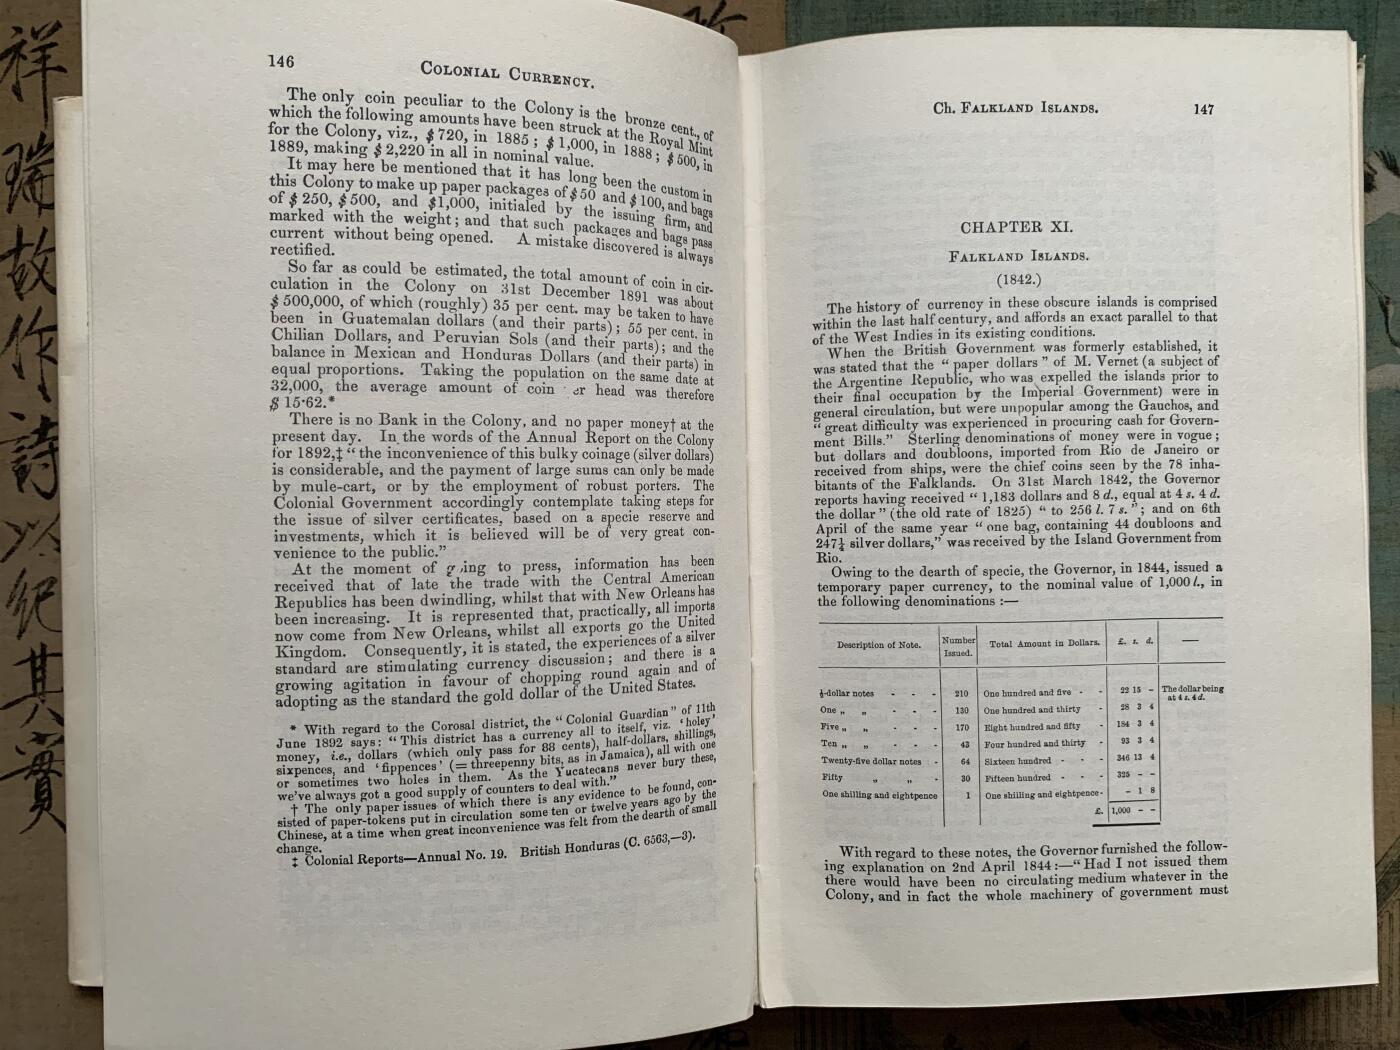 祥
瑞
故
作
詩
以
紀
其
實
146
COLONIAL CURRENCY.
The only coin peculiar to the Colony is the bronze cent., of
which the following amounts have been struck at the Royal Mint
for the Colony, viz., $720, in 1885; $1,000, in 1888; $500, in
1889, making $2,220 in all in nominal value.
It may here be mentioned that it has long been the custom in
this Colony to make up paper packages of $50 and $100, and bags
of $250, $500, and $1,000, initialed by the issuing firm, and
marked with the weight; and that such packages and bags pass
current without being opened. A mistake discovered is always
rectified.
So far as could be estimated, the total amount of coin in cir-
culation in the Colony on 31st December 1891 was about
$500,000, of which (roughly) 35 per cent. may be taken to have
been in Guatemalan dollars (and their parts); 55 per cent. in
Chilian Dollars, and Peruvian Sols (and their parts); and the
balance in Mexican and Honduras Dollars (and their parts) in
equal proportions. Taking the population on the same date at
32,000, the average amount of coin er head was therefore
$15·62.*
There is no Bank in the Colony, and no paper money† at the
present day. In the words of the Annual Report on the Colony
for 1892,‡ "the inconvenience of this bulky coinage (silver dollars)
is considerable, and the payment of large sums can only be made
by mule-cart, or by the employment of robust porters. The
Colonial Government accordingly contemplate taking steps for
the issue of silver certificates, based on a specie reserve and
investments, which it is believed will be of very great con-
venience to the public."
At the moment of g ing to press, information has been
received that of late the trade with the Central American
Republics has been dwindling, whilst that with New Orleans has
been increasing. It is represented that, practically, all imports
now come from New Orleans, whilst all exports go the United
Kingdom. Consequently, it is stated, the experiences of a silver
standard are stimulating currency discussion; and there is a
growing agitation in favour of chopping round again and of
adopting as the standard the gold dollar of the United States.
* With regard to the Corosal district, the "Colonial Guardian" of 11th
June 1892 says: "This district has a currency all to itself, viz. 'holey'
money, i.e., dollars (which only pass for 88 cents), half-dollars, shillings,
sixpences, and 'fippences' (= threepenny bits, as in Jamaica), all with one
or sometimes two holes in them. As the Yucatecans never bury these,
we've always got a good supply of counters to deal with."
† The only paper issues of which there is any evidence to be found, con-
sisted of paper-tokens put in circulation some ten or twelve years ago by the
Chinese, at a time when great inconvenience was felt from the dearth of small
change.
‡ Colonial Reports—Annual No. 19. British Honduras (C. 6563,—3).
Ch. FALKLAND ISLANDS. 147
CHAPTER XI.
FALKLAND ISLANDS.
(1842.)
The history of currency in these obscure islands is comprised
within the last half century, and affords an exact parallel to that
of the West Indies in its existing conditions.
When the British Government was formerly established, it
was stated that the "paper dollars" of M. Vernet (a subject of
the Argentine Republic, who was expelled the islands prior to
their final occupation by the Imperial Government) were in
general circulation, but were unpopular among the Gauchos, and
"great difficulty was experienced in procuring cash for Govern-
ment Bills." Sterling denominations of money were in vogue;
but dollars and doubloons, imported from Rio de Janeiro or
received from ships, were the chief coins seen by the 78 inha-
bitants of the Falklands. On 31st March 1842, the Governor
reports having received "1,183 dollars and 8 d., equal at 4 s. 4 d.
the dollar" (the old rate of 1825) "to 256 l. 7 s."; and on 6th
April of the same year "one bag, containing 44 doubloons and
247¼ silver dollars," was received by the Island Government from
Rio.
Owing to the dearth of specie, the Governor, in 1844, issued a
temporary paper currency, to the nominal value of 1,000 l., in
the following denominations :—
Description of Note. Number Issued. Total Amount in Dollars. £. s. d. —
½-dollar notes - - - 210 One hundred and five - - 22 15 - The dollar being at 4 s. 4 d.
One „ „ - - - 130 One hundred and thirty - 28 3 4
Five „ „ - - - 170 Eight hundred and fifty - 184 3 4
Ten „ „ - - - 43 Four hundred and thirty - 93 3 4
Twenty-five dollar notes - 64 Sixteen hundred - - - 346 13 4
Fifty „ „ - 30 Fifteen hundred - - - 325 - -
One shilling and eightpence 1 One shilling and eightpence - - 1 8
£. 1,000 - -
With regard to these notes, the Governor furnished the follow-
ing explanation on 2nd April 1844:—"Had I not issued them
there would have been no circulating medium whatever in the
Colony, and in fact the whole machinery of government must